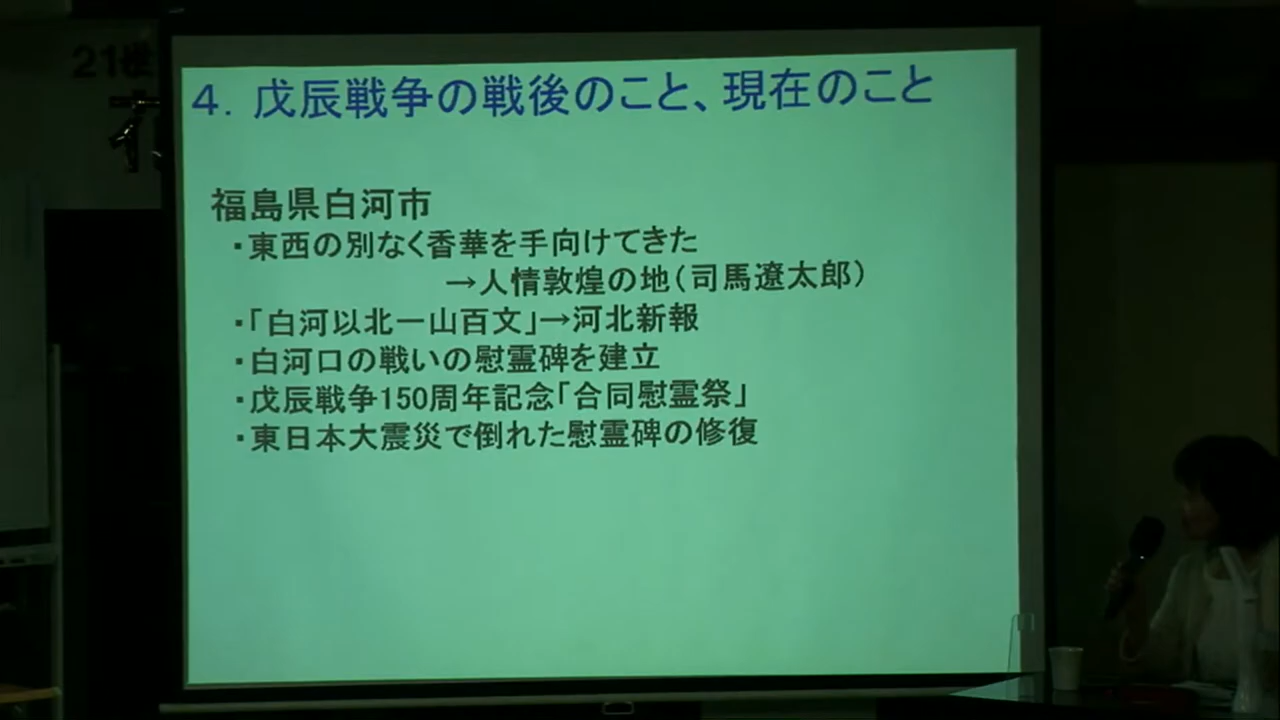 21世
4．戊辰戦争の戦後のこと、現在のこと
福島県白河市
・東西の別なく香華を手向けてきた
→人情敦煌の地（司馬遼太郎）
・「白河以北一山百文」→河北新報
・白河口の戦いの慰霊碑を建立
・戊辰戦争150周年記念「合同慰霊祭」
・東日本大震災で倒れた慰霊碑の修復